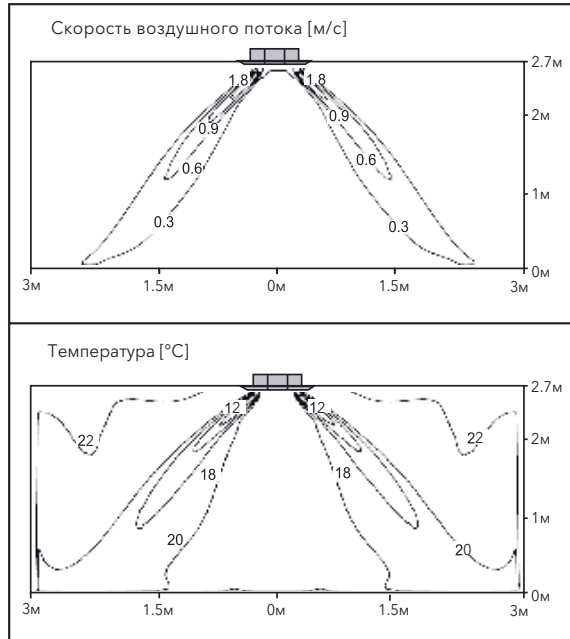 Скорость воздушного потока [м/с]
2.7м
1.8 1.8
2м
0.9 0.9
0.6 0.6
1м
0.3 0.3
0м
3м 1.5м 0м 1.5м 3м
Температура [°C]
2.7м
12 12
22 22
2м
18 18
1м
20 20
0м
3м 1.5м 0м 1.5м 3м